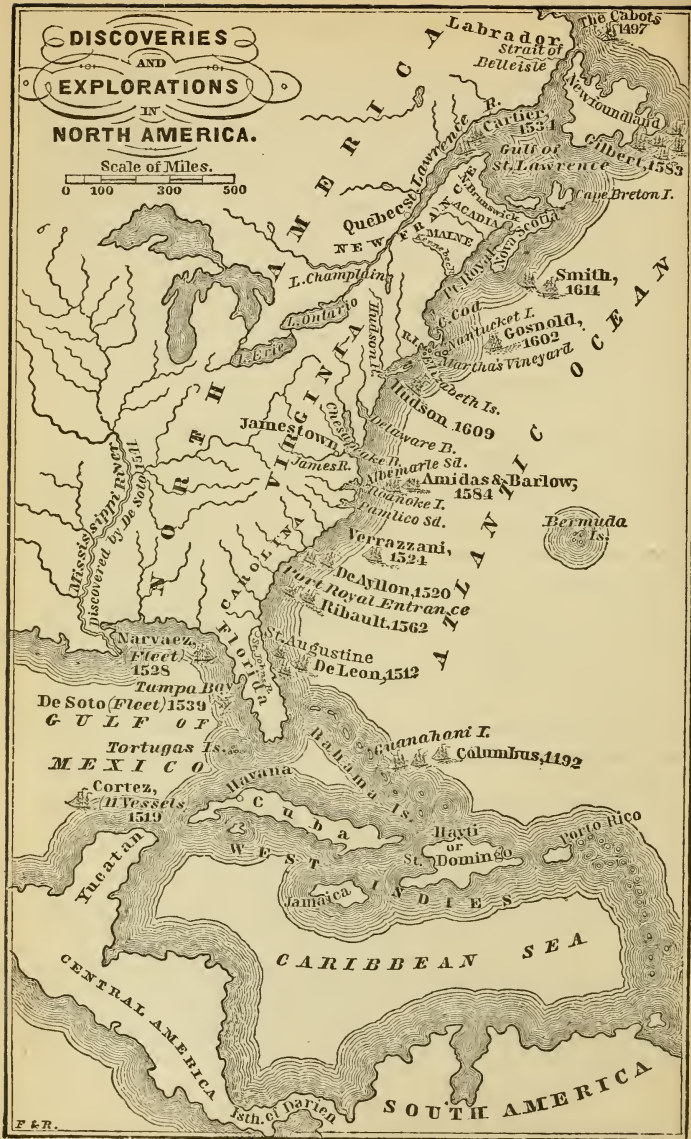 DISCOVERIES
AND
EXPLORATIONS
IN
NORTH AMERICA.
Scale of Miles.
0 100 300 500
NORTH AMERICA
Labrador
The Cabots
1497
Strait of
Belleisle
Newfoundland
Gilbert, 1583
St. Lawrence R.
Cartier,
1534
Gulf of
St. Lawrence
Cape Breton I.
Quebec
NEW FRANCE
Brunswick
ACADIA
Nova Scotia
MAINE
Kennebeck
Pt. Royal
Smith,
1614
L. Champlain
L. Ontario
L. Erie
Hudson R.
C. Cod
Nantucket I.
Gosnold,
1602
Martha's Vineyard
R.I.
Elizabeth Is.
Hudson 1609
ATLANTIC OCEAN
VIRGINIA
Delaware B.
Chesapeake B.
Jamestown
James R.
Albemarle Sd.
Amidas & Barlow,
1584
Roanoke I.
Pamlico Sd.
Bermuda
Is.
Mississippi River
Discovered by De Soto 1541
CAROLINA
Verrazzani,
1524
De Ayllon, 1520
Port Royal Entrance
Ribault, 1562
Narvaez,
(Fleet)
1528
Florida
St. John's R.
St. Augustine
De Leon, 1512
Tampa Bay
De Soto (Fleet) 1539
GULF OF
MEXICO
Tortugas Is.
Bahama Is.
Guanahani I.
Columbus, 1492
Cortez,
(11 Vessels
1519
Havana
Cuba
Yucatan
WEST INDIES
Hayti
or
St. Domingo
Porto Rico
Jamaica
CARIBBEAN SEA
CENTRAL AMERICA
Isth. of Darien
SOUTH AMERICA
F & R.